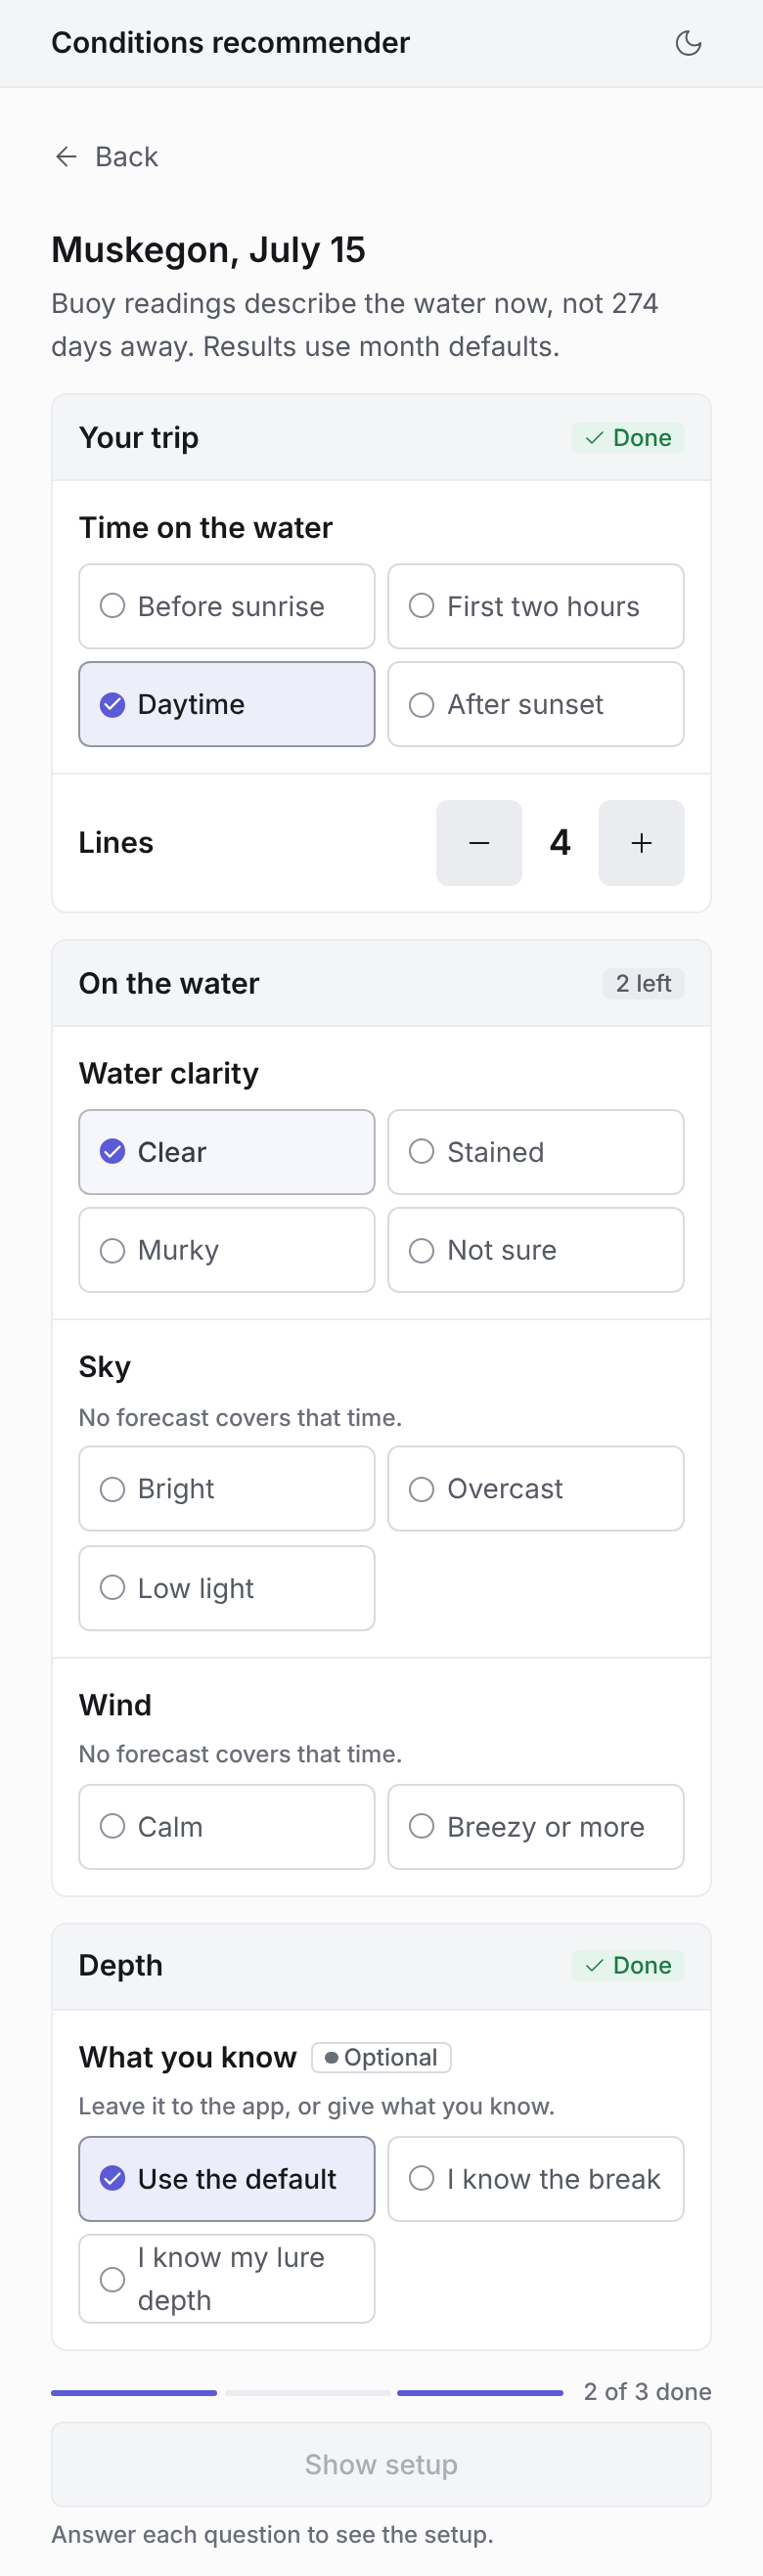 Conditions recommender
Back
Muskegon, July 15
Buoy readings describe the water now, not 274
days away. Results use month defaults.
Your trip
Done
Time on the water
Before sunrise
First two hours
Daytime
After sunset
Lines
4
On the water
2 left
Water clarity
Clear
Stained
Murky
Not sure
Sky
No forecast covers that time.
Bright
Overcast
Low light
Wind
No forecast covers that time.
Calm
Breezy or more
Depth
Done
What you know
Optional
Leave it to the app, or give what you know.
Use the default
I know the break
I know my lure
depth
2 of 3 done
Show setup
Answer each question to see the setup.